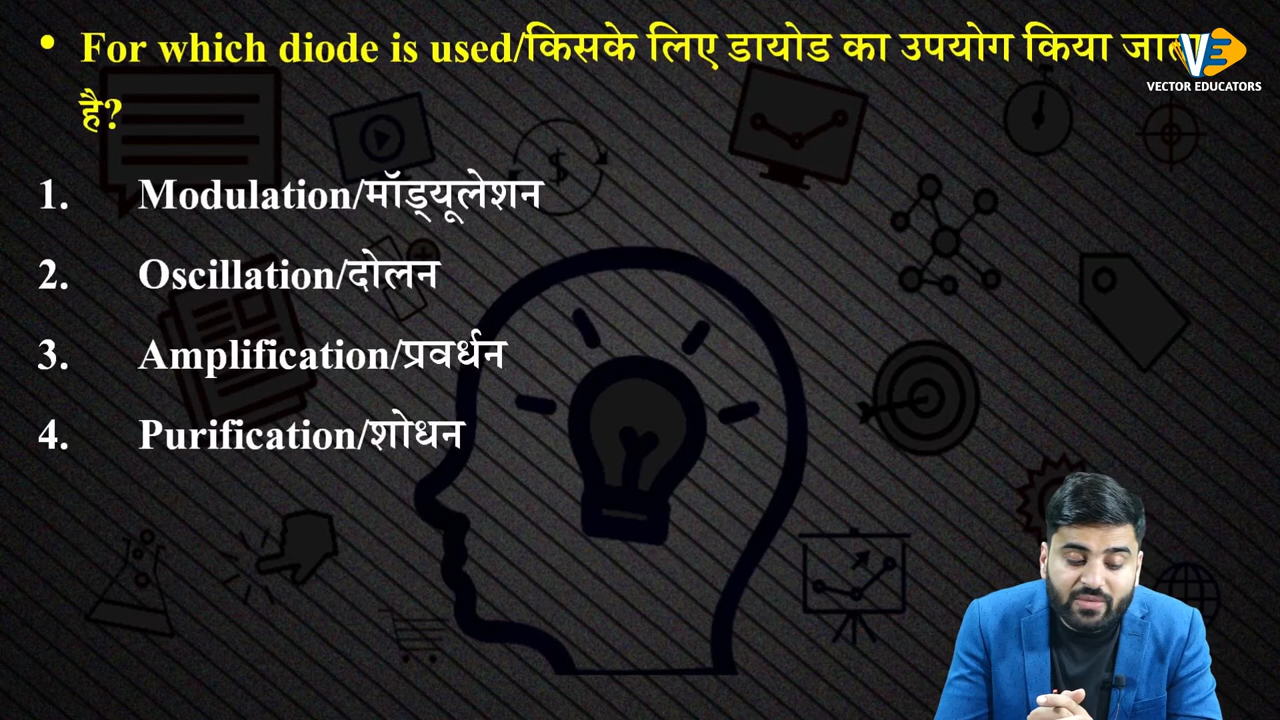 • For which diode is used/किसके लिए डायोड का उपयोग किया
है?
1. Modulation/मॉड्यूलेशन
2. Oscillation/दोलन
3. Amplification/प्रवर्धन
4. Purification/शोधन
VE
VECTOR EDUCATORS